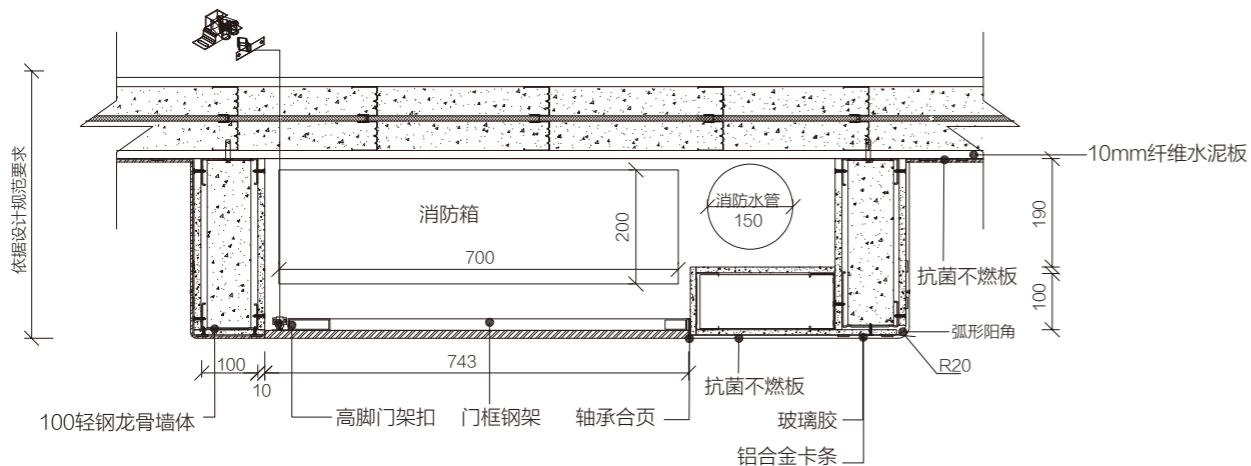 依据设计规范要求
10mm纤维水泥板
消防箱
200
700
消防水管
150
190
抗菌不燃板
100
弧形阳角
R20
100
10
743
100轻钢龙骨墙体
高脚门架扣
门框钢架
轴承合页
抗菌不燃板
玻璃胶
铝合金卡条